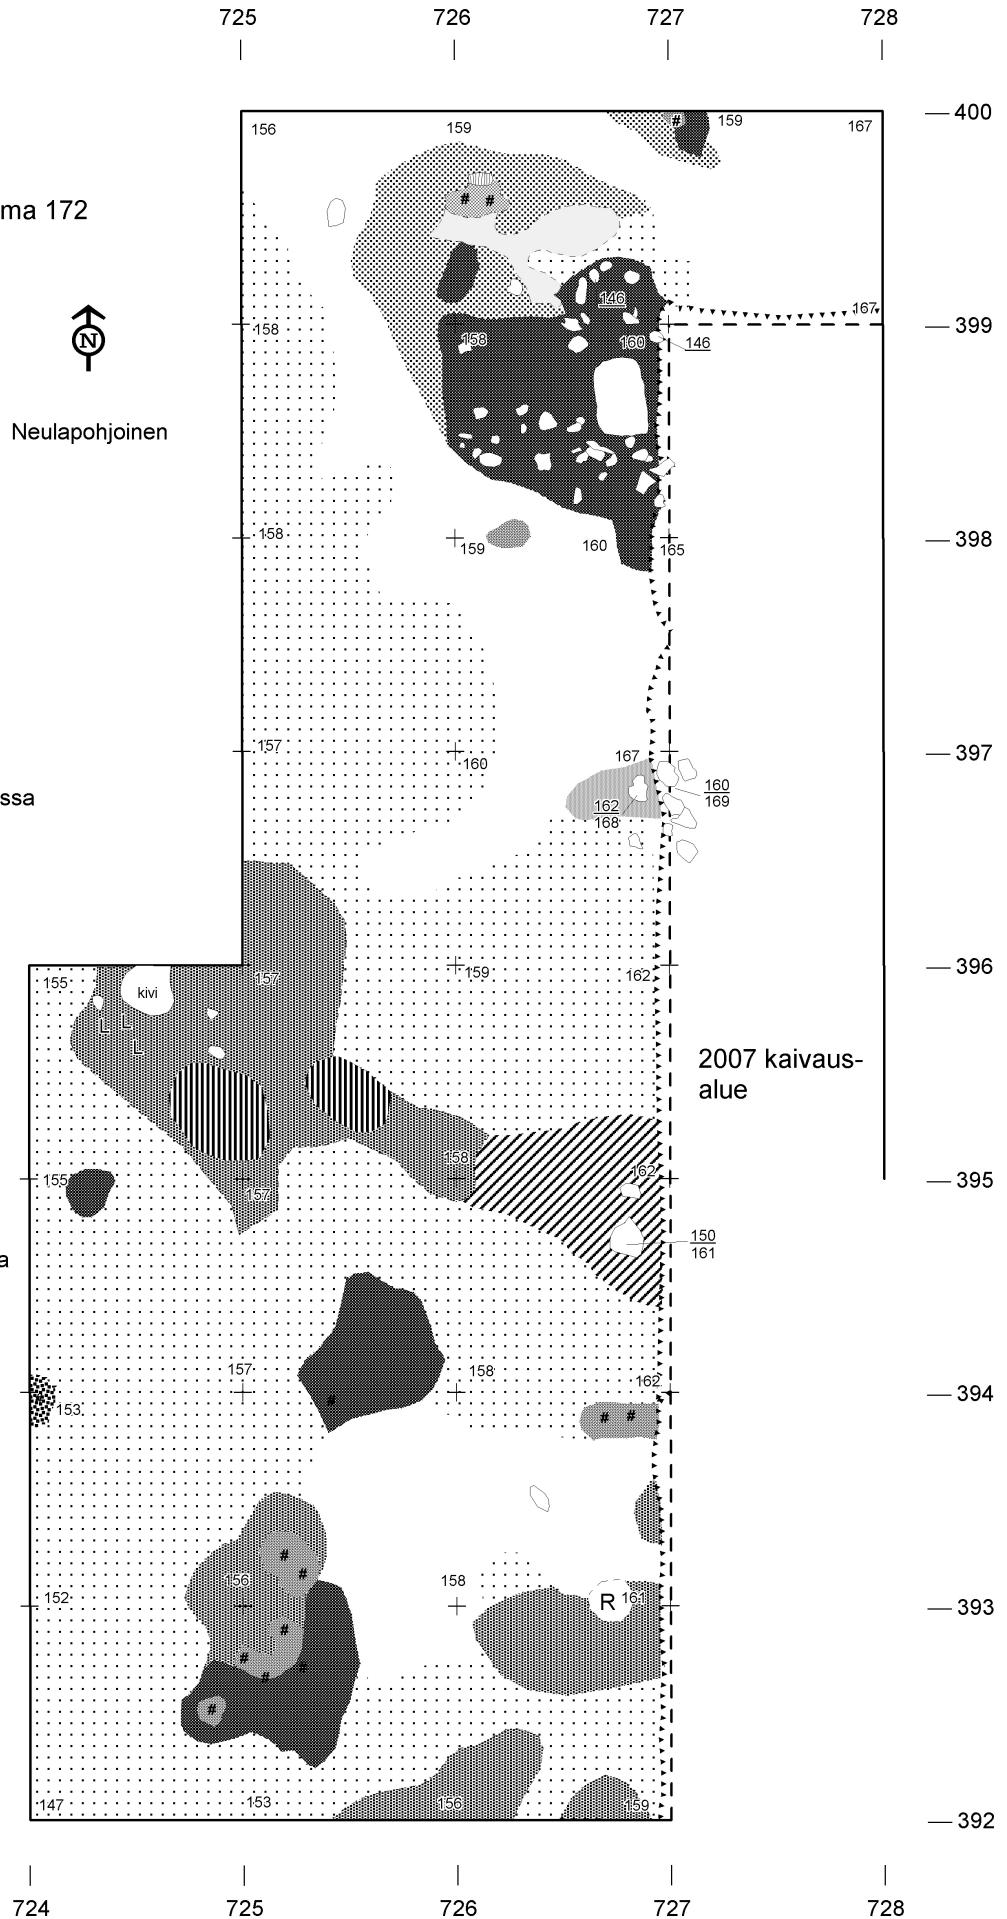 725 726 727 728
156 159 # 159 167 400
ma 172
# #
146
167
N
158 158 160 146 399
Neulapohjoinen
158 159 160 165 398
157 160 167 397
ssa
162
168
160
169
155 kivi 157 159 162 396
L L
L
2007 kaivaus-
alue
155 157 158 162 395
150
161
a
157 158 162 394
#
153 # #
#
#
152 156 158 R 161 393
#
# # #
#
147 153 156 159 392
724 725 726 727 728